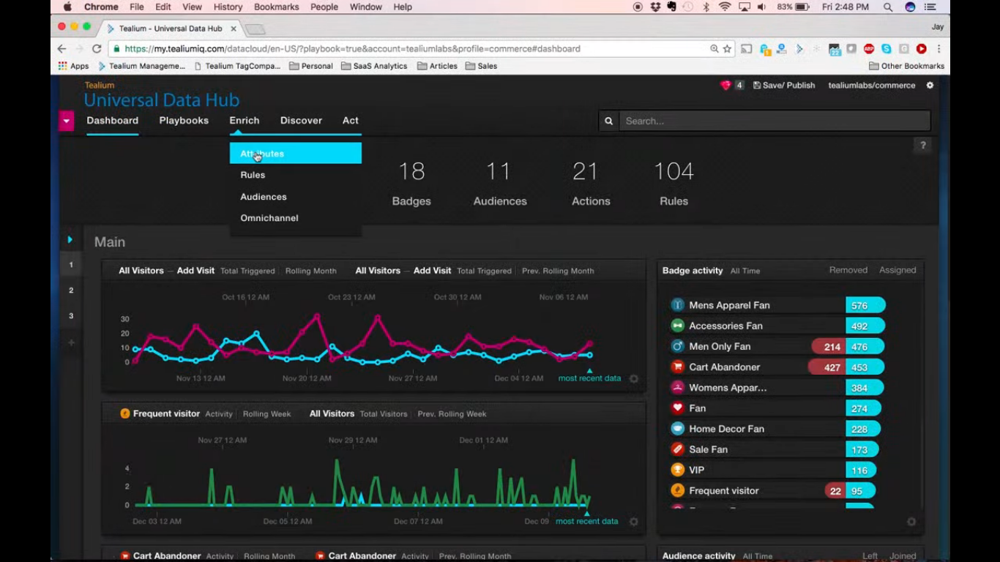 Chrome File Edit View History Bookmarks People Window Help 83% Fri 2:48 PM
Tealium - Universal Data Hub Jay
https://my.tealiumiq.com/datacloud/en-US/?playbook=true&account=tealiumlabs&profile=commerce#dashboard
Apps Tealium Manageme... Tealium TagCompa... Personal SaaS Analytics Articles Sales Other Bookmarks
Tealium
Universal Data Hub
4 Save/ Publish tealiumlabs/commerce
Dashboard Playbooks Enrich Discover Act
Search...
?
Attributes
Rules
Audiences
Omnichannel
18 11 21 104
Badges Audiences Actions Rules
Main
1
2
3
All Visitors — Add Visit Total Triggered Rolling Month All Visitors — Add Visit Total Triggered Prev. Rolling Month
Oct 16 12 AM Oct 23 12 AM Oct 30 12 AM Nov 06 12 AM
30
20
10
0
Nov 13 12 AM Nov 20 12 AM Nov 27 12 AM Dec 04 12 AM most recent data
Frequent visitor Activity Rolling Week All Visitors Total Visitors Prev. Rolling Week
Nov 27 12 AM Nov 29 12 AM Dec 01 12 AM
4
2
0
Dec 03 12 AM Dec 05 12 AM Dec 07 12 AM Dec 09 most recent data
Cart Abandoner Activity Rolling Month Cart Abandoner Activity Prev. Rolling Month
Badge activity All Time Removed Assigned
Mens Apparel Fan 576
Accessories Fan 492
Men Only Fan 214 476
Cart Abandoner 427 453
Womens Appar... 384
Fan 274
Home Decor Fan 228
Sale Fan 173
VIP 116
Frequent visitor 22 95
Audience activity All Time Left Joined